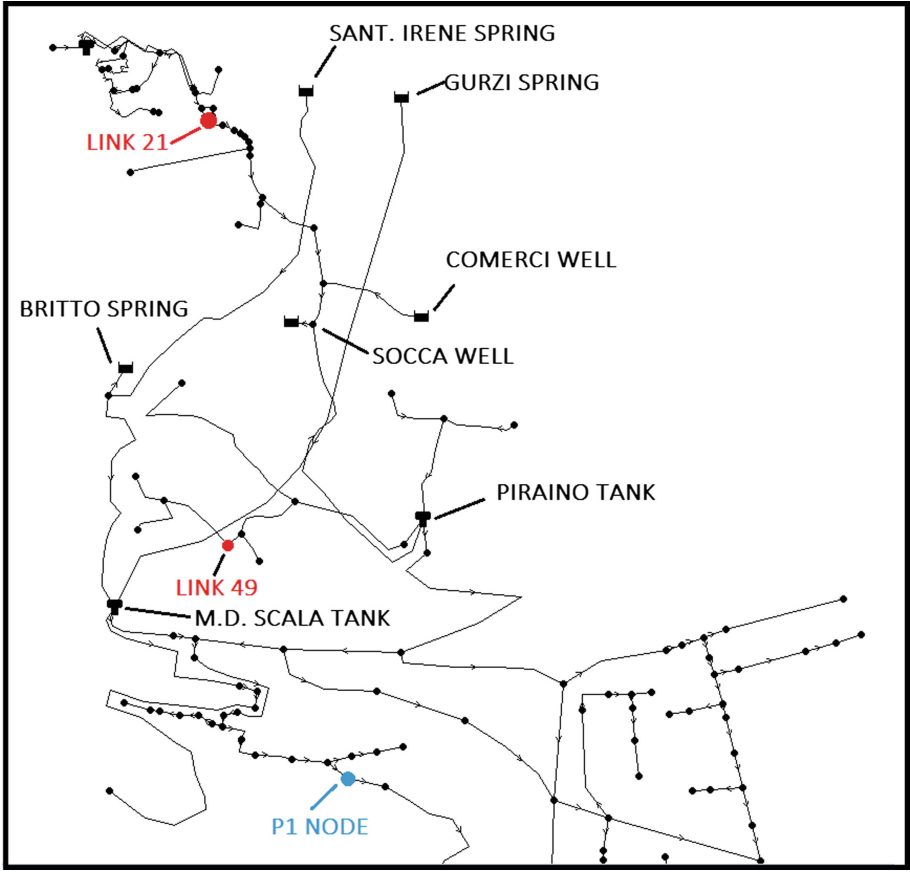 SANT. IRENE SPRING
GURZI SPRING
LINK 21
COMERCI WELL
BRITTO SPRING
SOCCA WELL
PIRAINO TANK
LINK 49
M.D. SCALA TANK
P1 NODE